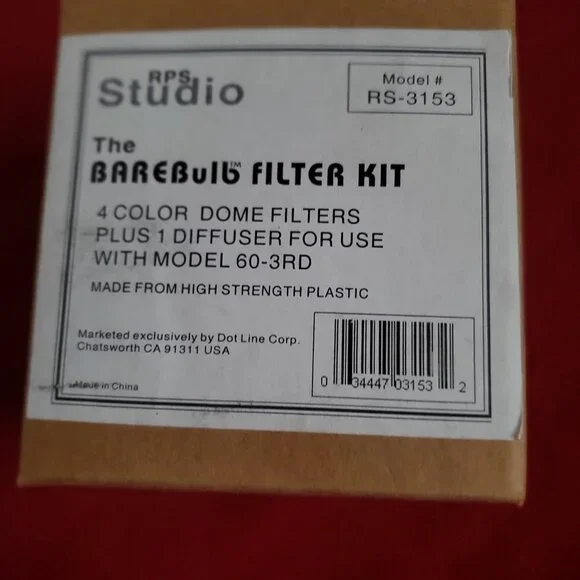 RPS
Studio
Model #
RS-3153
The
BAREBulb™ FILTER KIT
4 COLOR DOME FILTERS
PLUS 1 DIFFUSER FOR USE
WITH MODEL 60-3RD
MADE FROM HIGH STRENGTH PLASTIC
Marketed exclusively by Dot Line Corp.
Chatsworth CA 91311 USA
Made in China
0 34447 03153 2